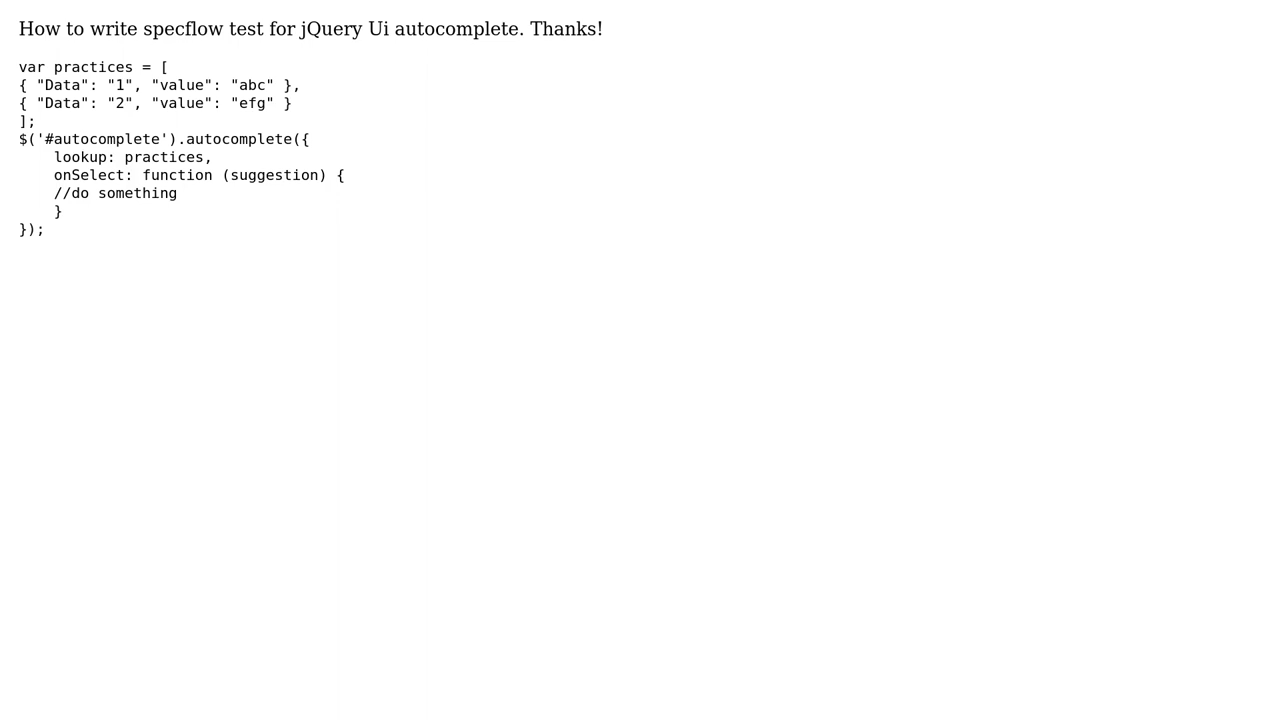 How to write specflow test for jQuery Ui autocomplete. Thanks!
var practices = [
{ "Data": "1", "value": "abc" },
{ "Data": "2", "value": "efg" }
];
$('#autocomplete').autocomplete({
    lookup: practices,
    onSelect: function (suggestion) {
    //do something
    }
});